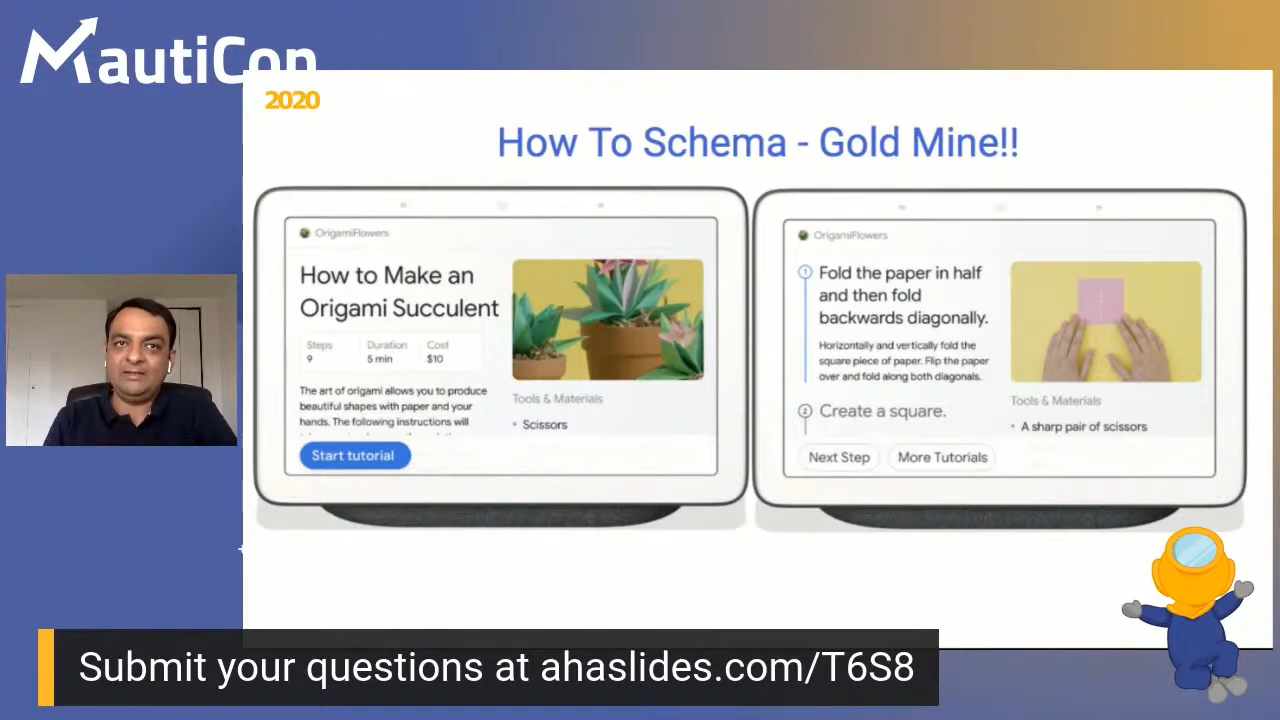 MautiCon
2020
How To Schema - Gold Mine!!
OrigamiFlowers
How to Make an
Origami Succulent
Steps Duration Cost
9 5 min $10
The art of origami allows you to produce
beautiful shapes with paper and your
hands. The following instructions will
Start tutorial
Tools & Materials
• Scissors
OrigamiFlowers
1 Fold the paper in half
and then fold
backwards diagonally.
Horizontally and vertically fold the
square piece of paper. Flip the paper
over and fold along both diagonals.
2 Create a square.
Next Step More Tutorials
Tools & Materials
• A sharp pair of scissors
Submit your questions at ahaslides.com/T6S8